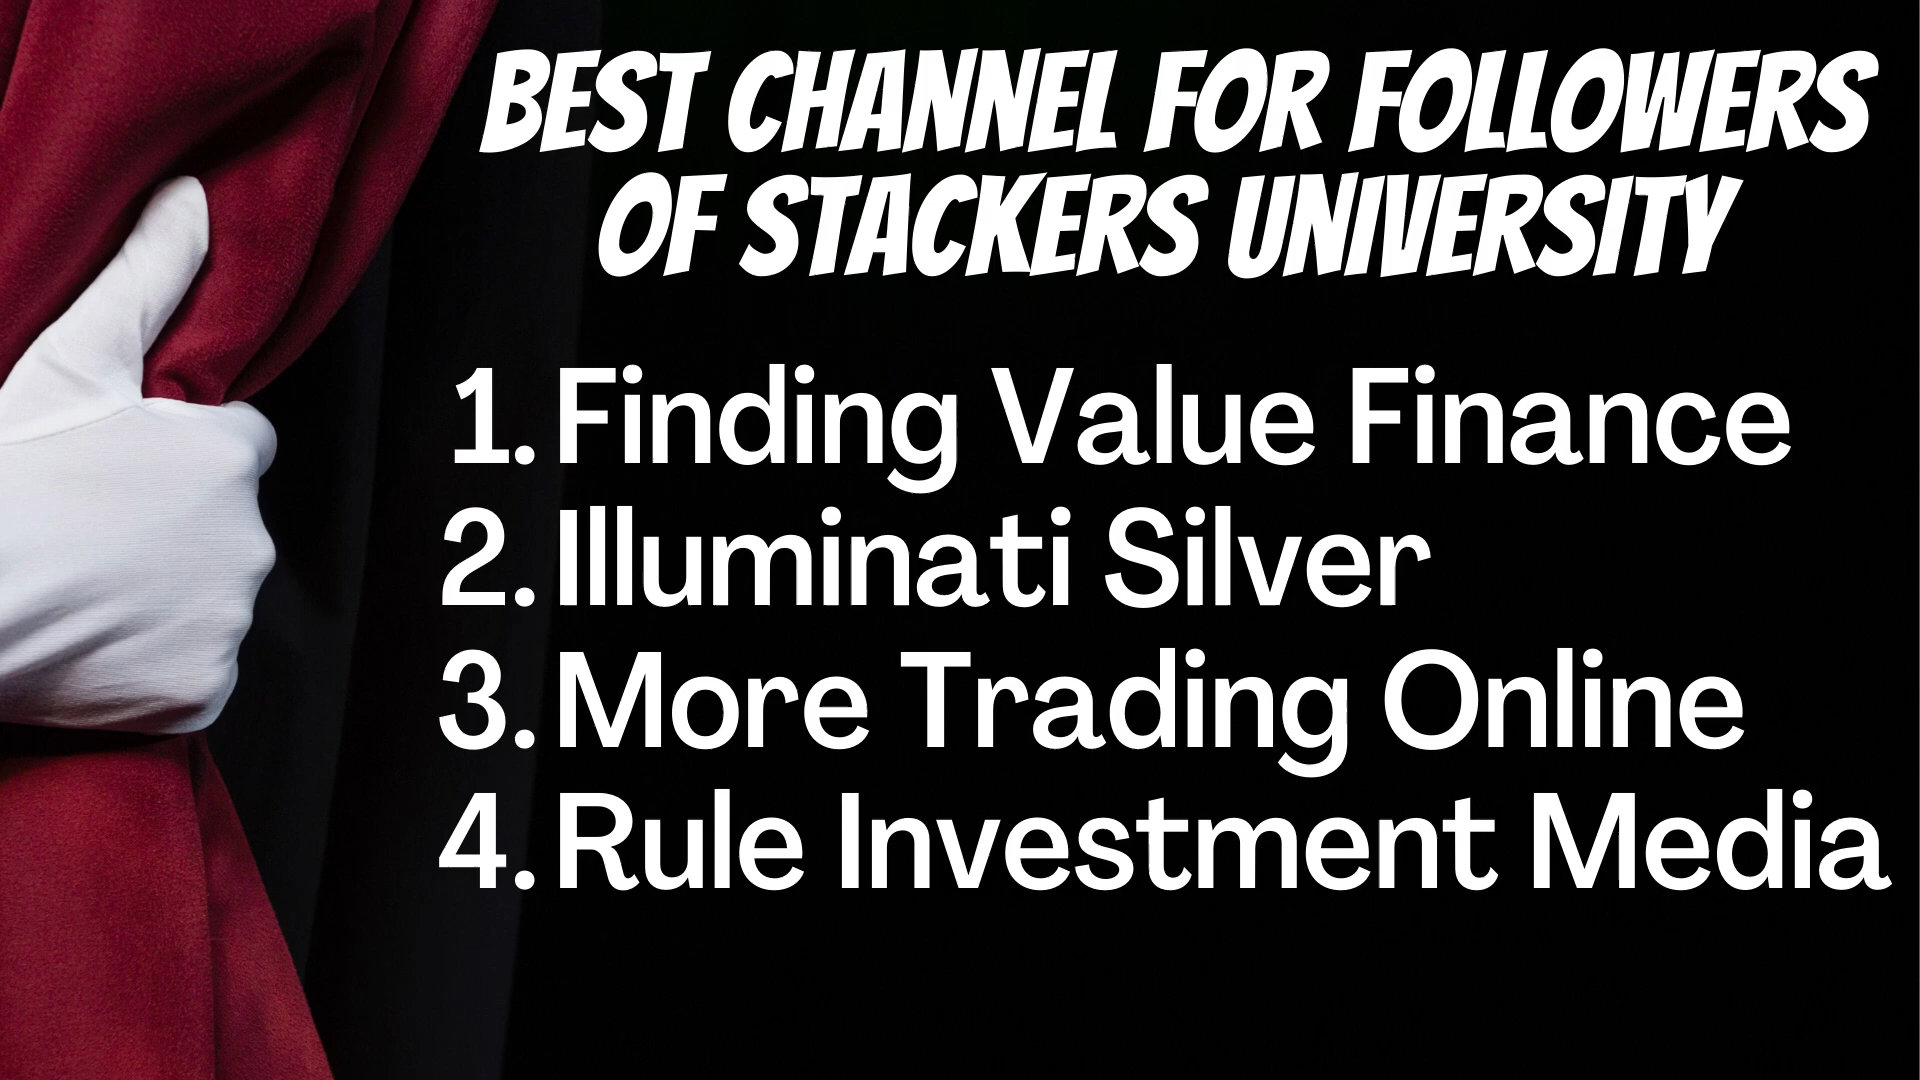 BEST CHANNEL FOR FOLLOWERS
OF STACKERS UNIVERSITY
1. Finding Value Finance
2. Illuminati Silver
3. More Trading Online
4. Rule Investment Media